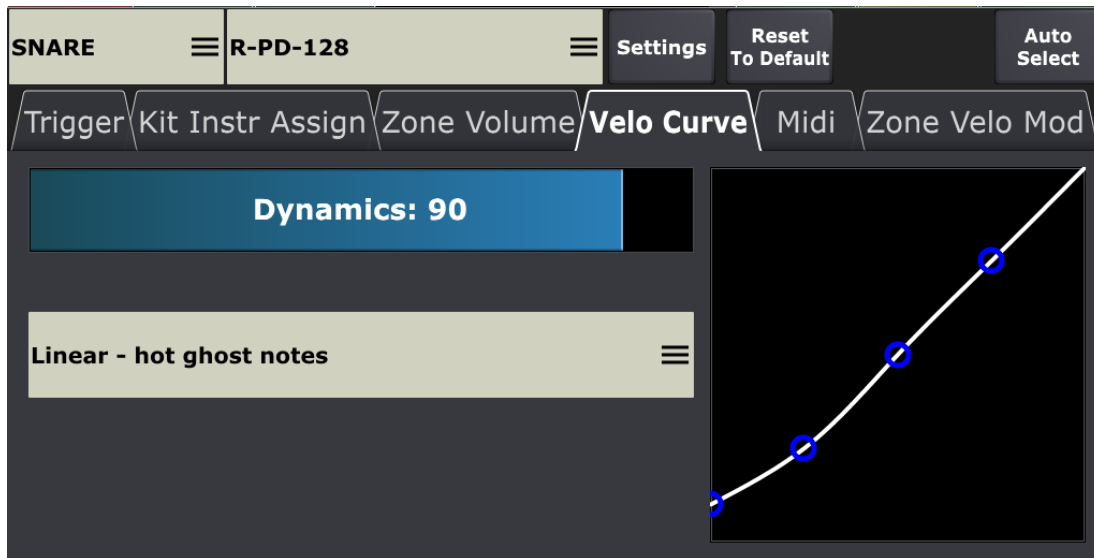 SNARE
R-PD-128
Settings
Reset
To Default
Auto
Select
Trigger
Kit Instr Assign
Zone Volume
Velo Curve
Midi
Zone Velo Mod
Dynamics: 90
Linear - hot ghost notes